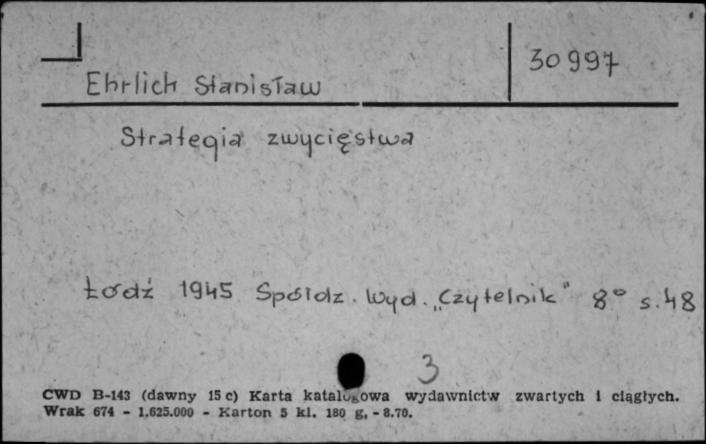 30997
Ehrlich Stanisław
Strategia zwycięstwa
Łódź 1945 Spółdz. Wyd. „Czytelnik" 8° s. 48
3
CWD B-143 (dawny 15 c) Karta katalogowa wydawnictw zwartych i ciągłych.
Wrak 674 - 1.625.000 - Karton 5 kl. 180 g. - 8.70.